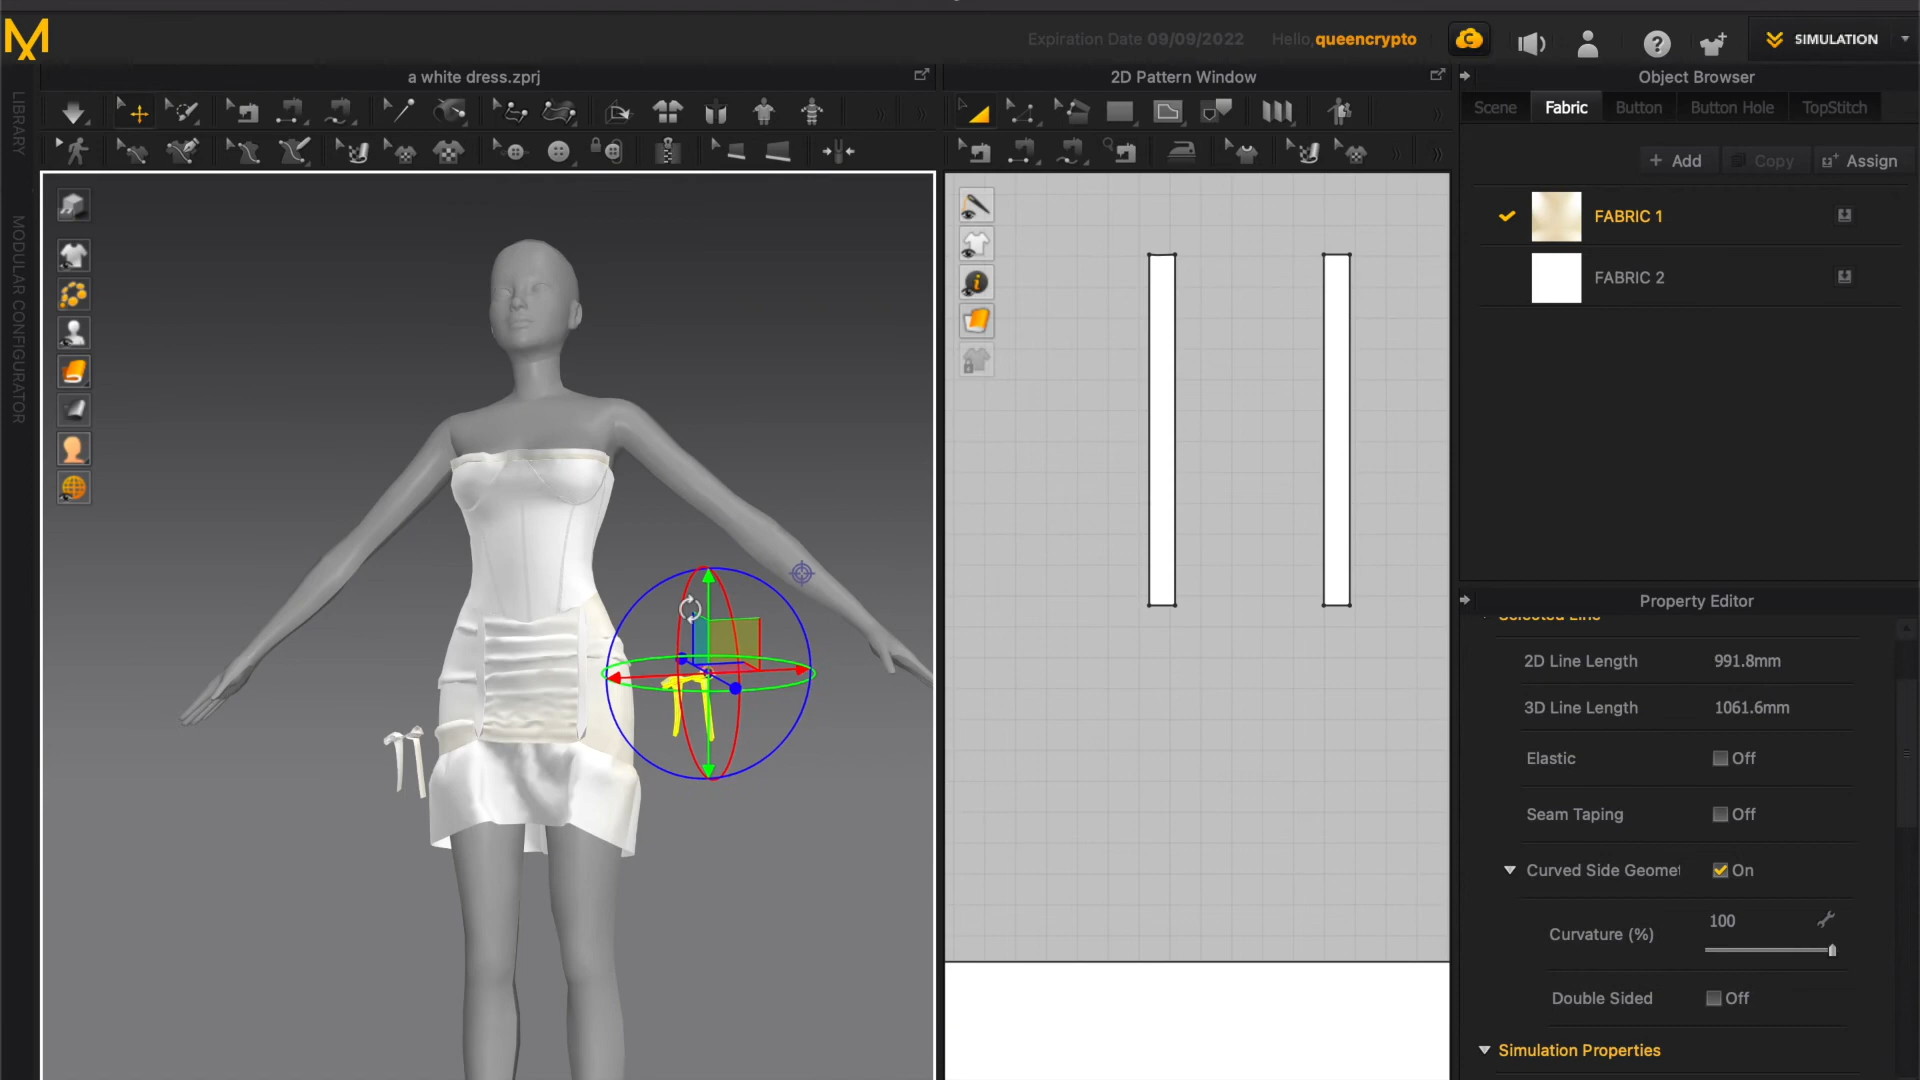 Expiration Date 09/09/2022 Hello,queencrypto
SIMULATION
a white dress.zprj
2D Pattern Window
Object Browser
Scene Fabric Button Button Hole TopStitch
+ Add Copy Assign
LIBRARY
MODULAR CONFIGURATOR
FABRIC 1
FABRIC 2
Property Editor
Selected Line
2D Line Length 991.8mm
3D Line Length 1061.6mm
Elastic Off
Seam Taping Off
Curved Side Geomet On
Curvature (%) 100
Double Sided Off
Simulation Properties